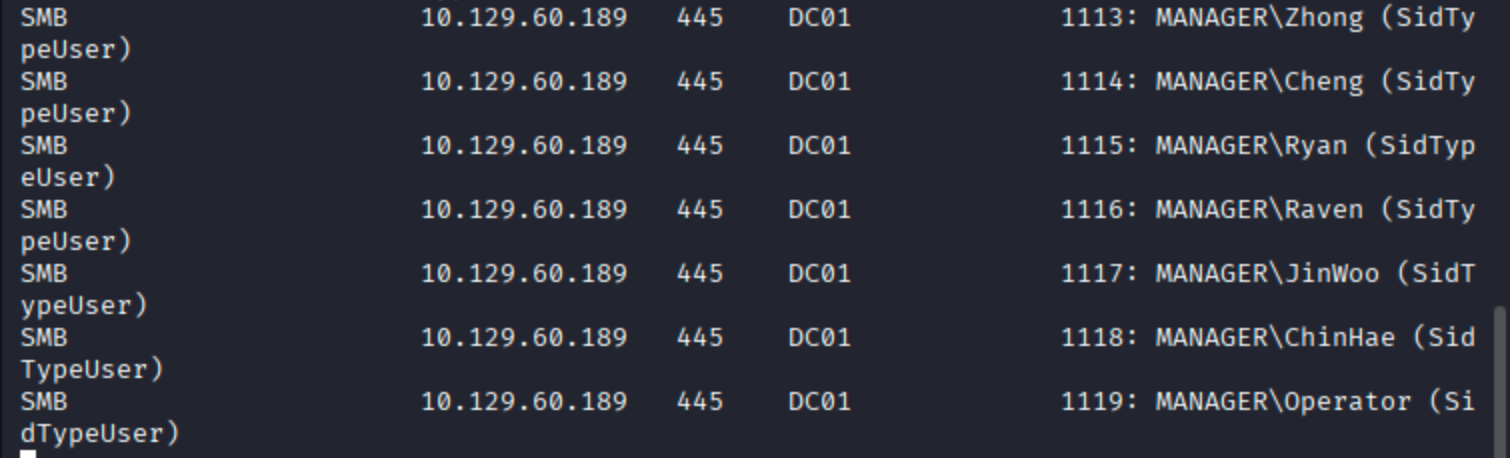 SMB 10.129.60.189 445 DC01 1113: MANAGER\Zhong (SidTy
peUser)
SMB 10.129.60.189 445 DC01 1114: MANAGER\Cheng (SidTy
peUser)
SMB 10.129.60.189 445 DC01 1115: MANAGER\Ryan (SidTyp
eUser)
SMB 10.129.60.189 445 DC01 1116: MANAGER\Raven (SidTy
peUser)
SMB 10.129.60.189 445 DC01 1117: MANAGER\JinWoo (SidT
ypeUser)
SMB 10.129.60.189 445 DC01 1118: MANAGER\ChinHae (Sid
TypeUser)
SMB 10.129.60.189 445 DC01 1119: MANAGER\Operator (Si
dTypeUser)